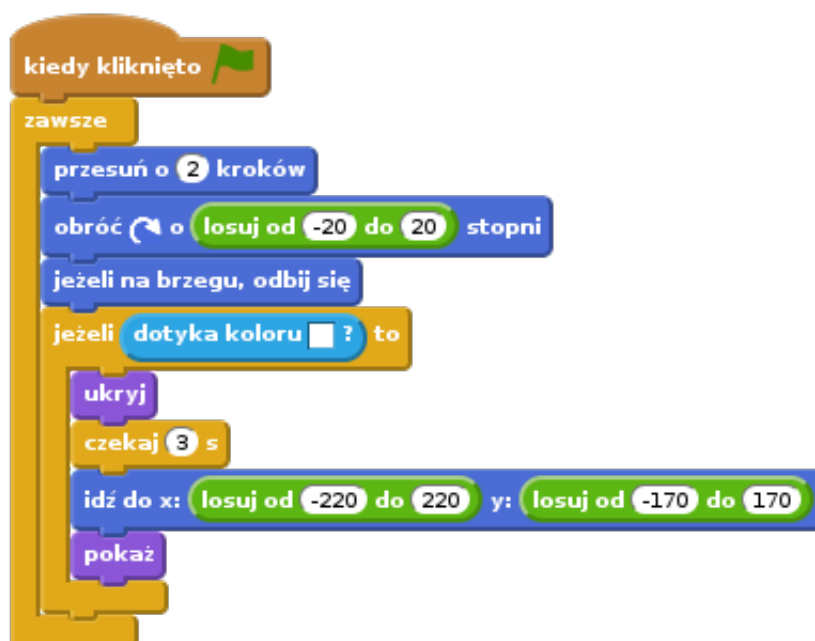 kiedy kliknięto
zawsze
przesuń o 2 kroków
obróć o losuj od -20 do 20 stopni
jeżeli na brzegu, odbij się
jeżeli dotyka koloru ? to
ukryj
czekaj 3 s
idź do x: losuj od -220 do 220 y: losuj od -170 do 170
pokaż